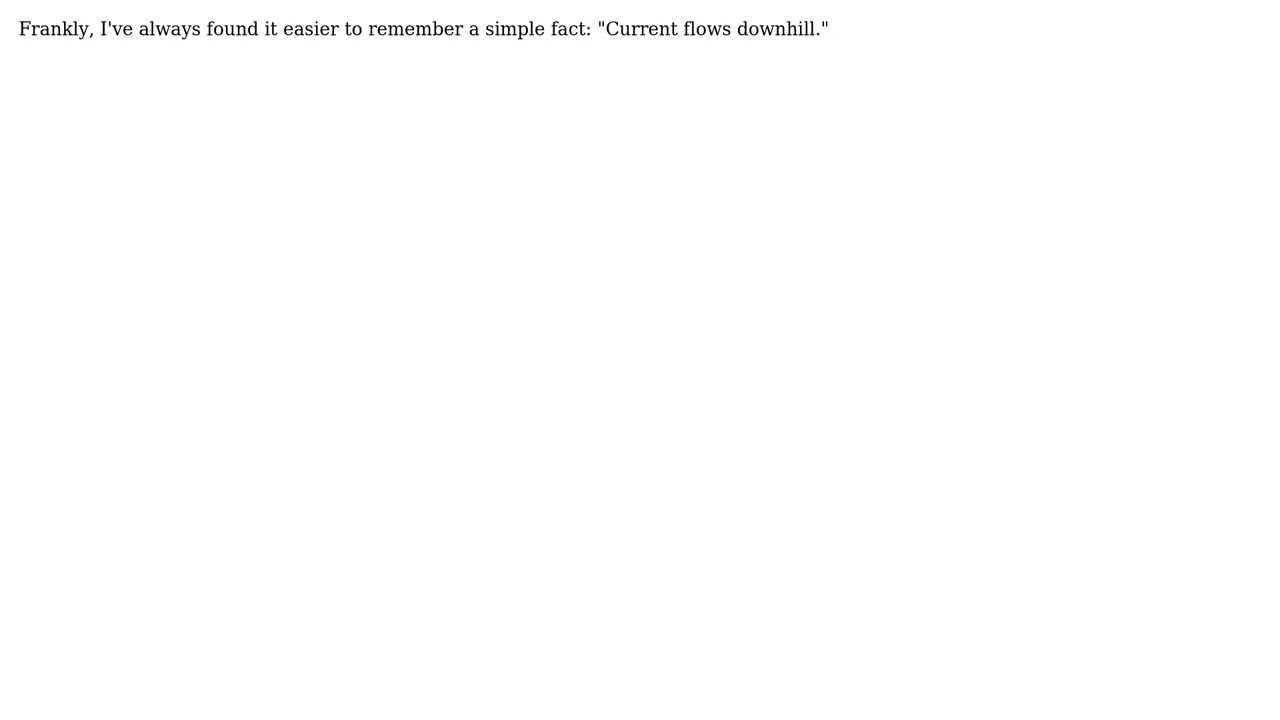 Frankly, I've always found it easier to remember a simple fact: "Current flows downhill."